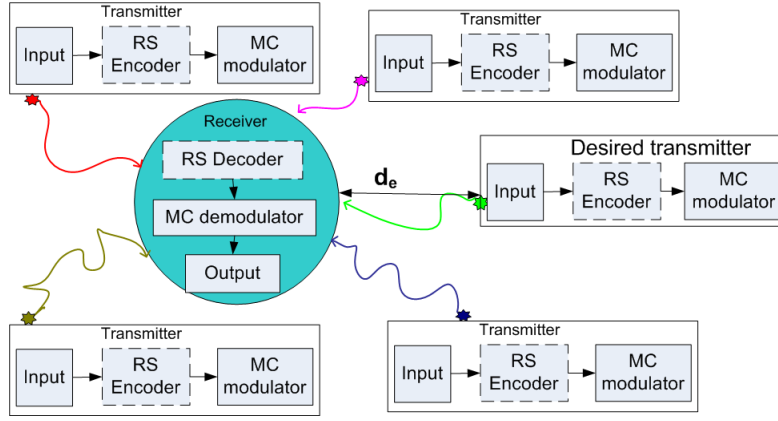 Transmitter
Input
RS
Encoder
MC
modulator
Transmitter
Input
RS
Encoder
MC
modulator
Receiver
RS Decoder
MC demodulator
Output
de
Desired transmitter
Input
RS
Encoder
MC
modulator
Transmitter
Input
RS
Encoder
MC
modulator
Transmitter
Input
RS
Encoder
MC
modulator